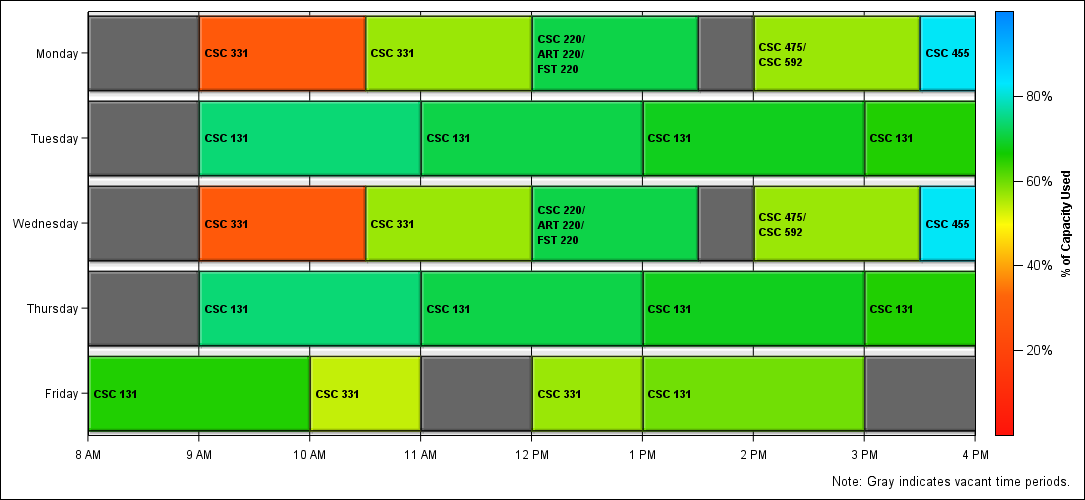 Monday
CSC 331
CSC 331
CSC 220/
ART 220/
FST 220
CSC 475/
CSC 592
CSC 455
Tuesday
CSC 131
CSC 131
CSC 131
CSC 131
Wednesday
CSC 331
CSC 331
CSC 220/
ART 220/
FST 220
CSC 475/
CSC 592
CSC 455
Thursday
CSC 131
CSC 131
CSC 131
CSC 131
Friday
CSC 131
CSC 331
CSC 331
CSC 131
8 AM
9 AM
10 AM
11 AM
12 PM
1 PM
2 PM
3 PM
4 PM
80%
60%
40%
20%
% of Capacity Used
Note: Gray indicates vacant time periods.